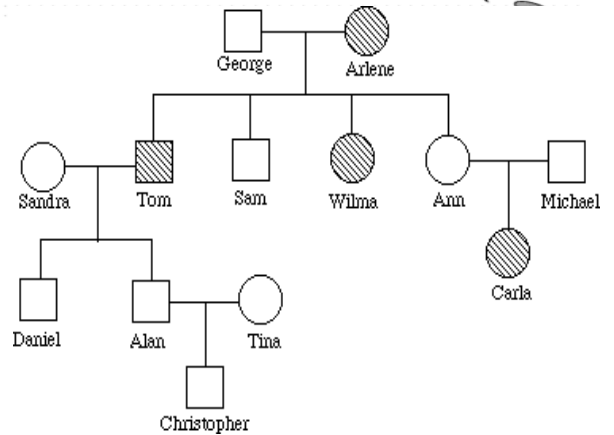 George
Arlene
Sandra
Tom
Sam
Wilma
Ann
Michael
Carla
Daniel
Alan
Tina
Christopher